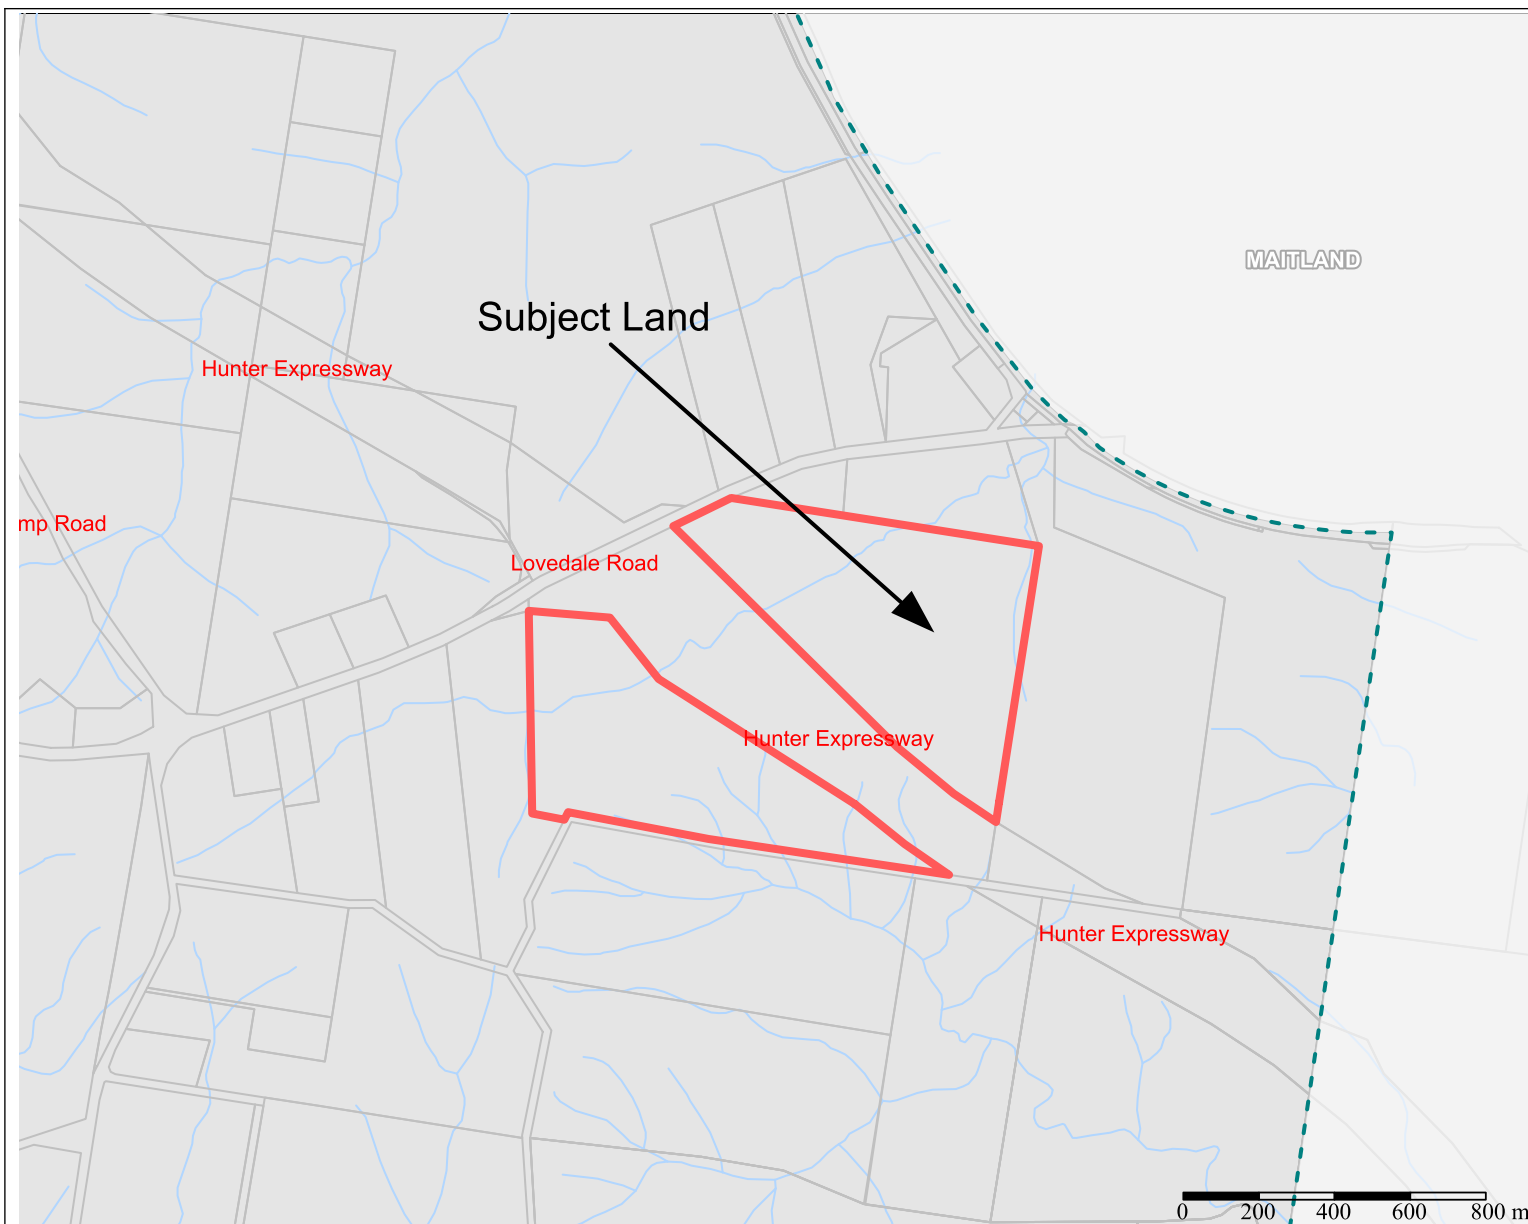 MAITLAND
Subject Land
Hunter Expressway
mp Road
Lovedale Road
Hunter Expressway
Hunter Expressway
0 200 400 600 800 m